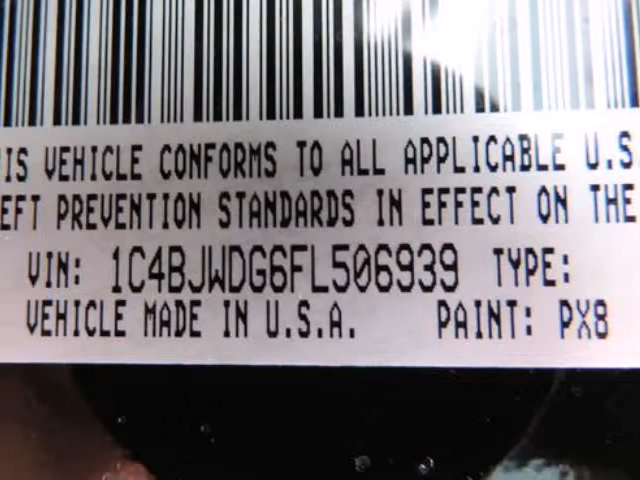 IS VEHICLE CONFORMS TO ALL APPLICABLE U.S.
EFT PREVENTION STANDARDS IN EFFECT ON THE
VIN: 1C4BJWDG6FL506939 TYPE:
VEHICLE MADE IN U.S.A. PAINT: PX8